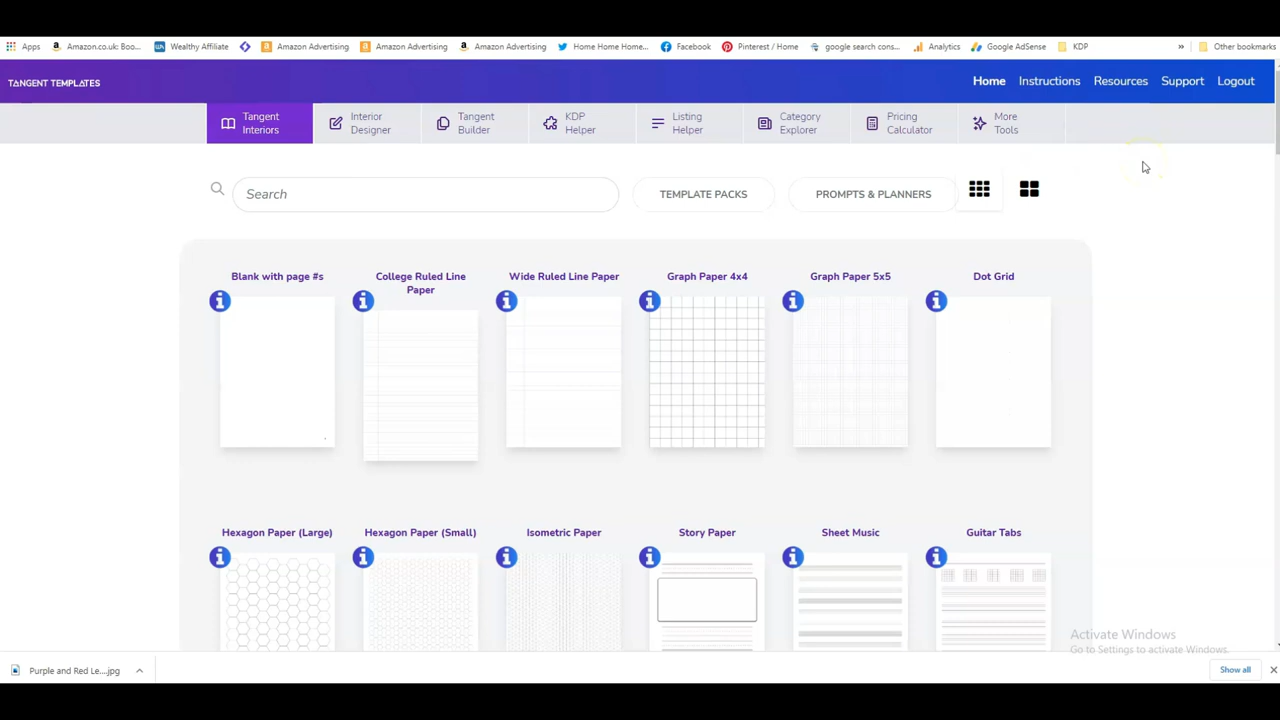 Apps Amazon.co.uk: Boo... Wealthy Affiliate Amazon Advertising Amazon Advertising Amazon Advertising Home Home Home... Facebook Pinterest / Home google search cons... Analytics Google AdSense KDP » Other bookmarks
TANGENT TEMPLATES Home Instructions Resources Support Logout
Tangent Interiors
Interior Designer
Tangent Builder
KDP Helper
Listing Helper
Category Explorer
Pricing Calculator
More Tools
Search TEMPLATE PACKS PROMPTS & PLANNERS
Blank with page #s
College Ruled Line Paper
Wide Ruled Line Paper
Graph Paper 4x4
Graph Paper 5x5
Dot Grid
Hexagon Paper (Large)
Hexagon Paper (Small)
Isometric Paper
Story Paper
Sheet Music
Guitar Tabs
Activate Windows
Go to Settings to activate Windows.
Purple and Red Le....jpg Show all